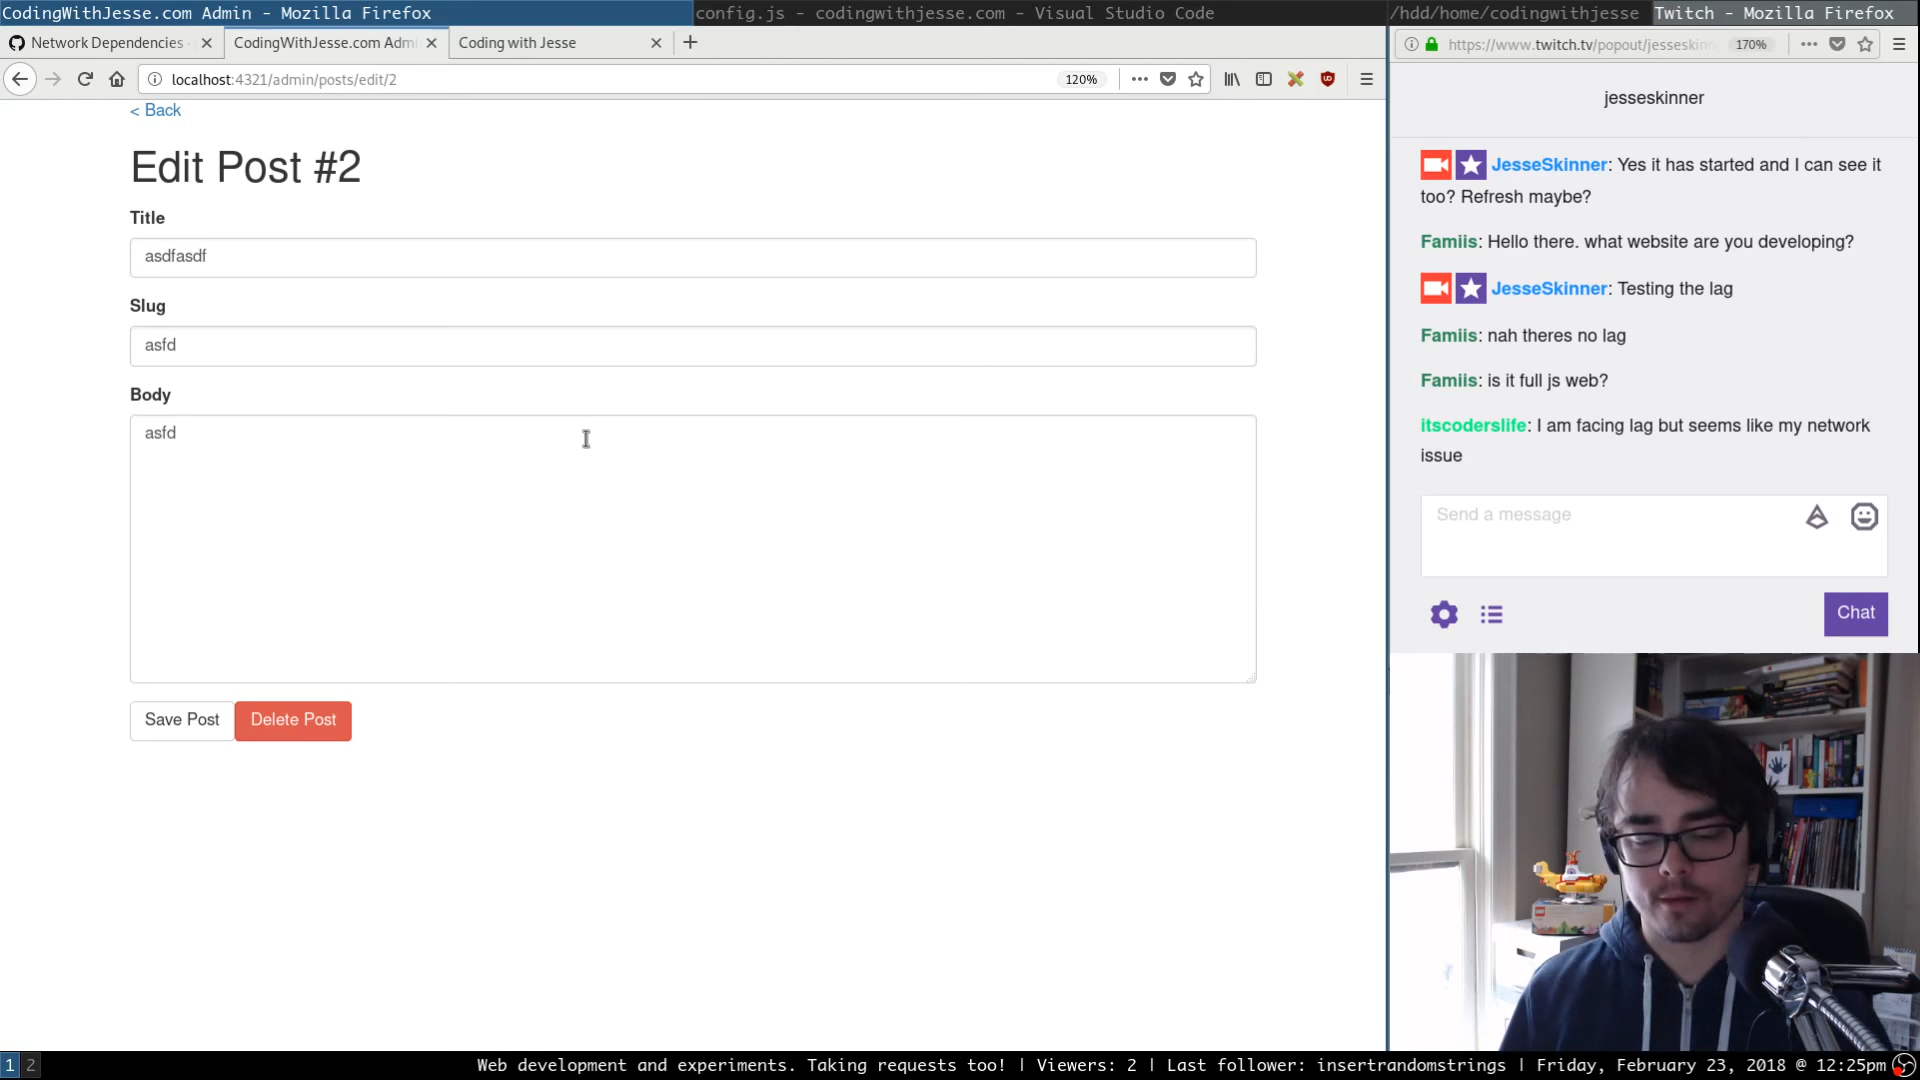 CodingWithJesse.com Admin - Mozilla Firefox
config.js - codingwithjesse.com - Visual Studio Code
/hdd/home/codingwithjesse
Twitch - Mozilla Firefox
Network Dependencies
CodingWithJesse.com Admi
Coding with Jesse
localhost:4321/admin/posts/edit/2
120%
https://www.twitch.tv/popout/jesseskinn
170%
< Back
Edit Post #2
Title
asdfasdf
Slug
asfd
Body
asfd
Save Post
Delete Post
jesseskinner
JesseSkinner: Yes it has started and I can see it
too? Refresh maybe?
Famiis: Hello there. what website are you developing?
JesseSkinner: Testing the lag
Famiis: nah theres no lag
Famiis: is it full js web?
itscoderslife: I am facing lag but seems like my network
issue
Send a message
Chat
1 2
Web development and experiments. Taking requests too! | Viewers: 2 | Last follower: insertrandomstrings | Friday, February 23, 2018 @ 12:25pm